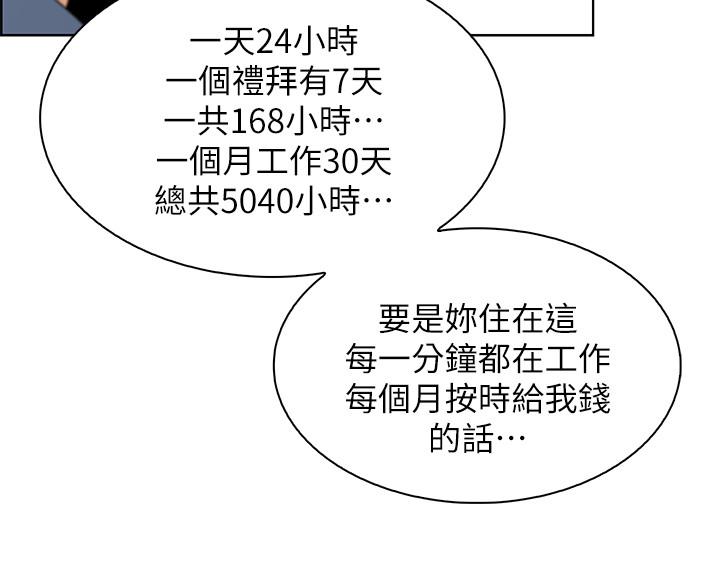 一天24小時
一個禮拜有7天
一共168小時…
一個月工作30天
總共5040小時…
要是妳住在這
每一分鐘都在工作
每個月按時給我錢
的話…